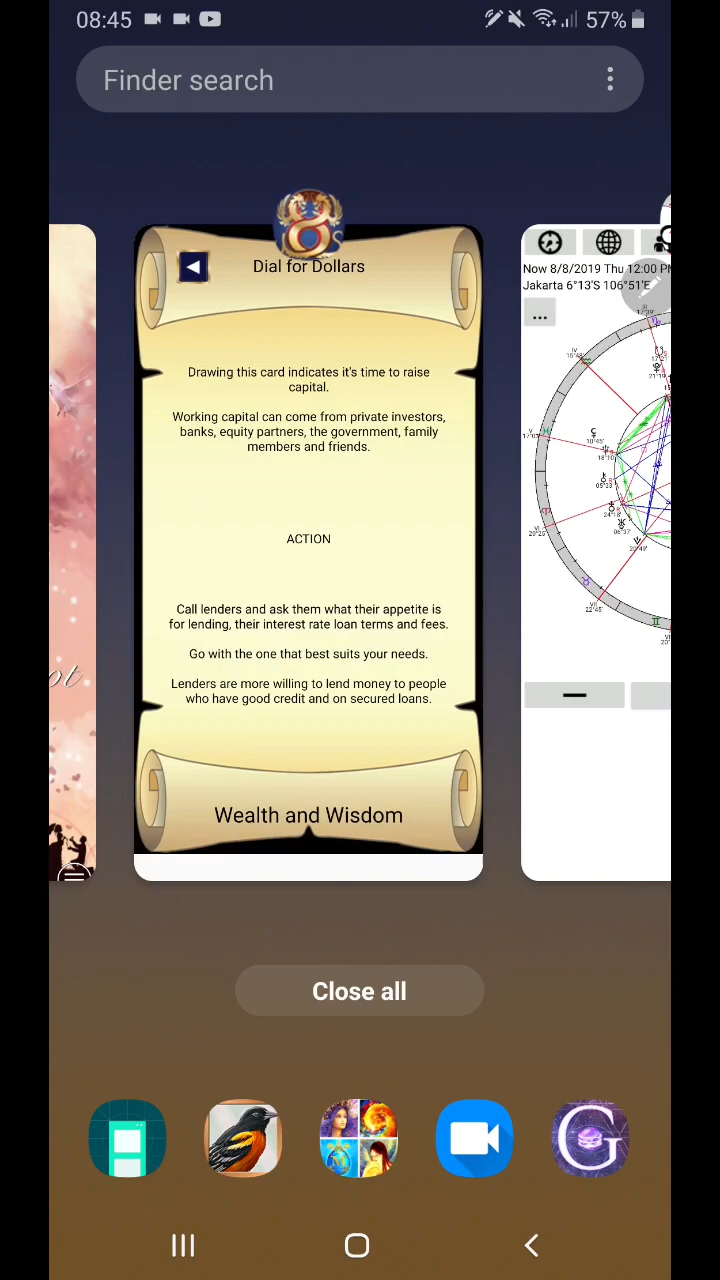 08:45
57%
Finder search
Dial for Dollars
Drawing this card indicates it's time to raise
capital.
Working capital can come from private investors,
banks, equity partners, the government, family
members and friends.
ACTION
Call lenders and ask them what their appetite is
for lending, their interest rate loan terms and fees.
Go with the one that best suits your needs.
Lenders are more willing to lend money to people
who have good credit and on secured loans.
Wealth and Wisdom
Now 8/8/2019 Thu 12:00
Jakarta 6°13'S 106°51'E
...
ot
Close all
G